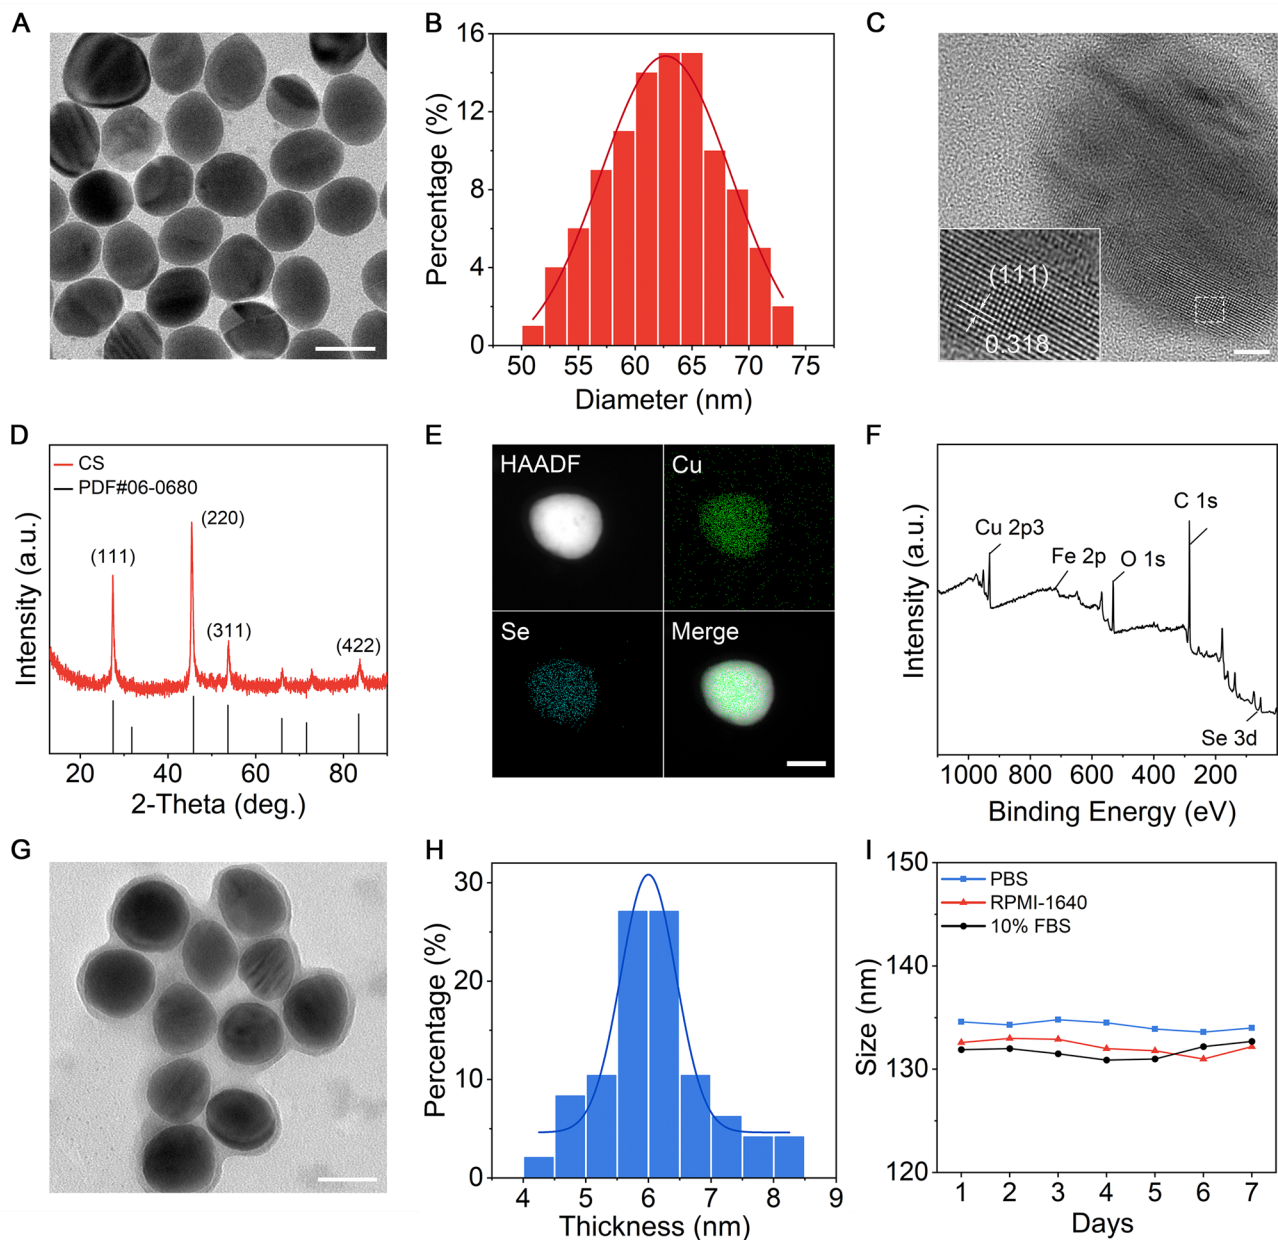 A
B
Percentage (%)
16
12
8
4
0
50 55 60 65 70 75
Diameter (nm)
C
(111)
0.318
D
CS
PDF#06-0680
(111)
(220)
(311)
(422)
Intensity (a.u.)
20 40 60 80
2-Theta (deg.)
E
HAADF
Cu
Se
Merge
F
Intensity (a.u.)
Cu 2p3
Fe 2p
O 1s
C 1s
Se 3d
1000 800 600 400 200
Binding Energy (eV)
G
H
Percentage (%)
30
20
10
0
4 5 6 7 8 9
Thickness (nm)
I
Size (nm)
150
140
130
120
PBS
RPMI-1640
10% FBS
1 2 3 4 5 6 7
Days